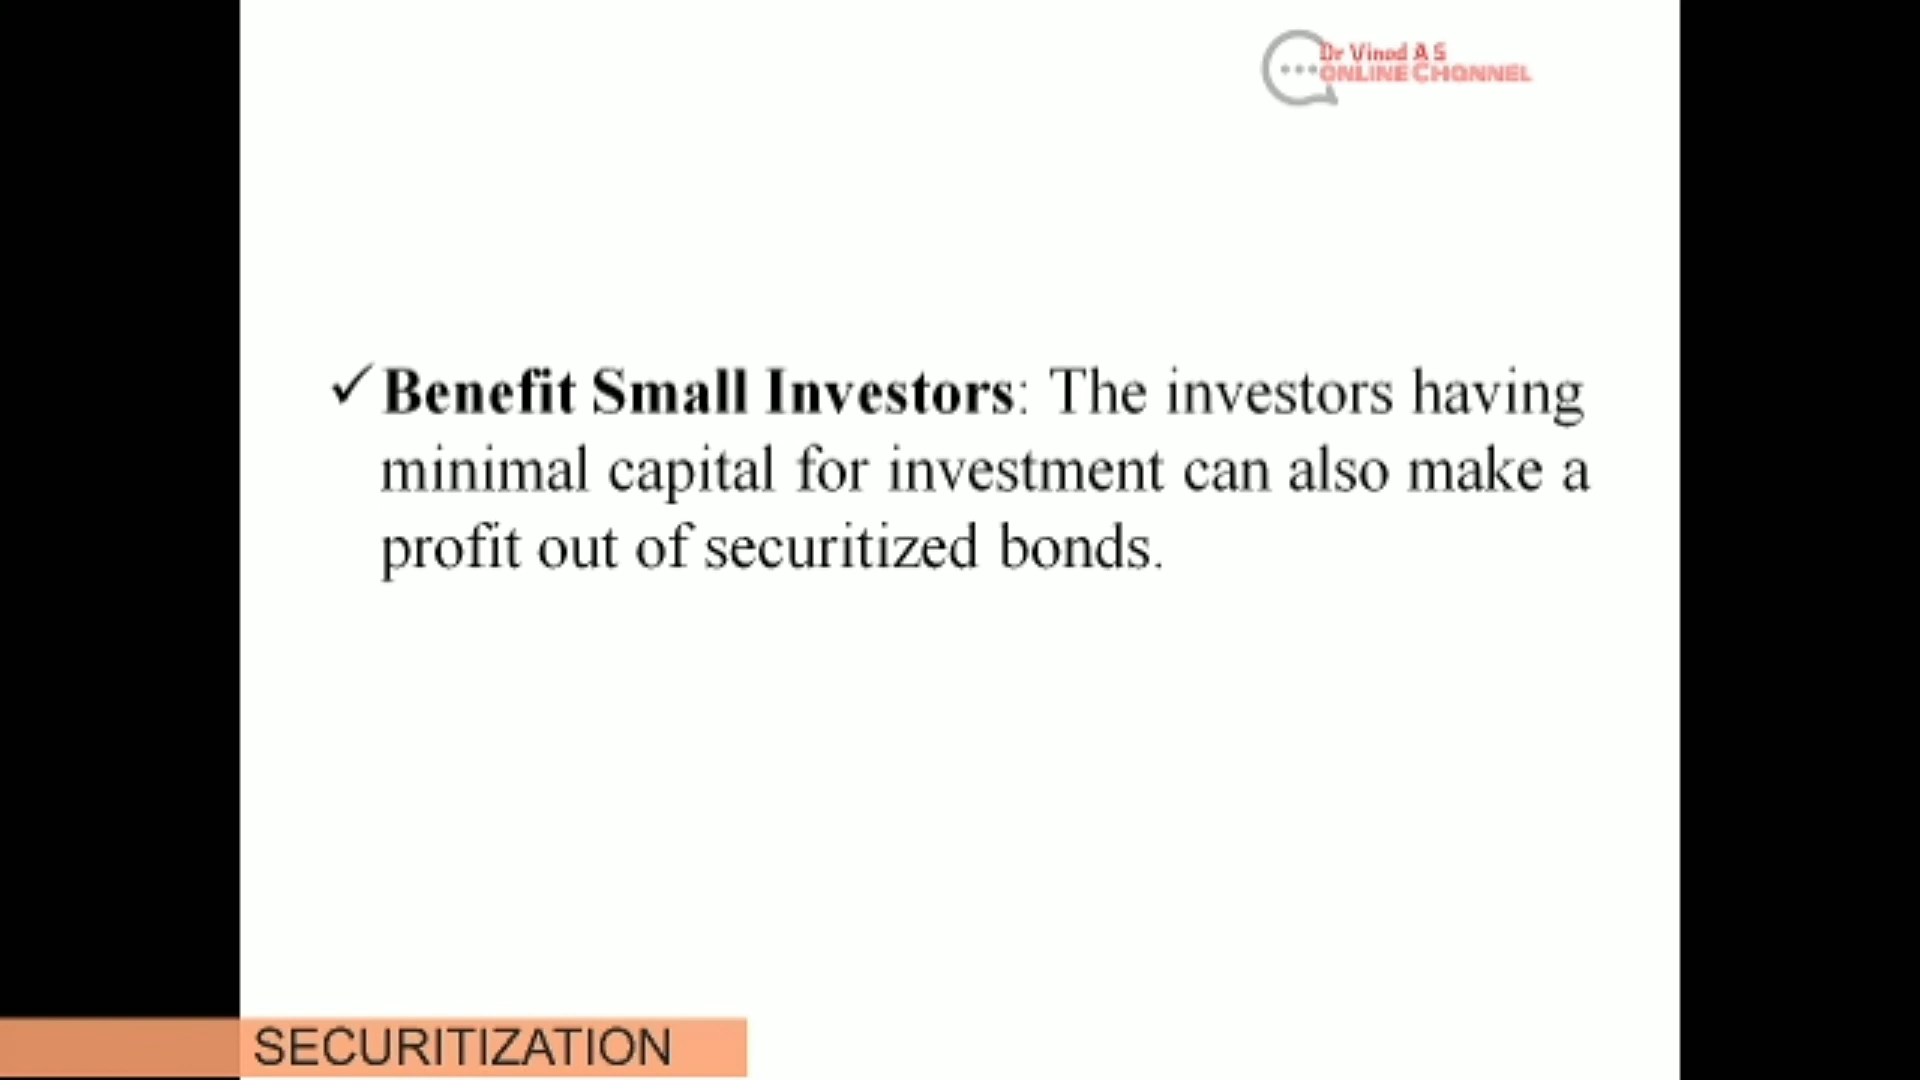 Dr Vinod A S
ONLINE CHANNEL
✓Benefit Small Investors: The investors having
minimal capital for investment can also make a
profit out of securitized bonds.
SECURITIZATION